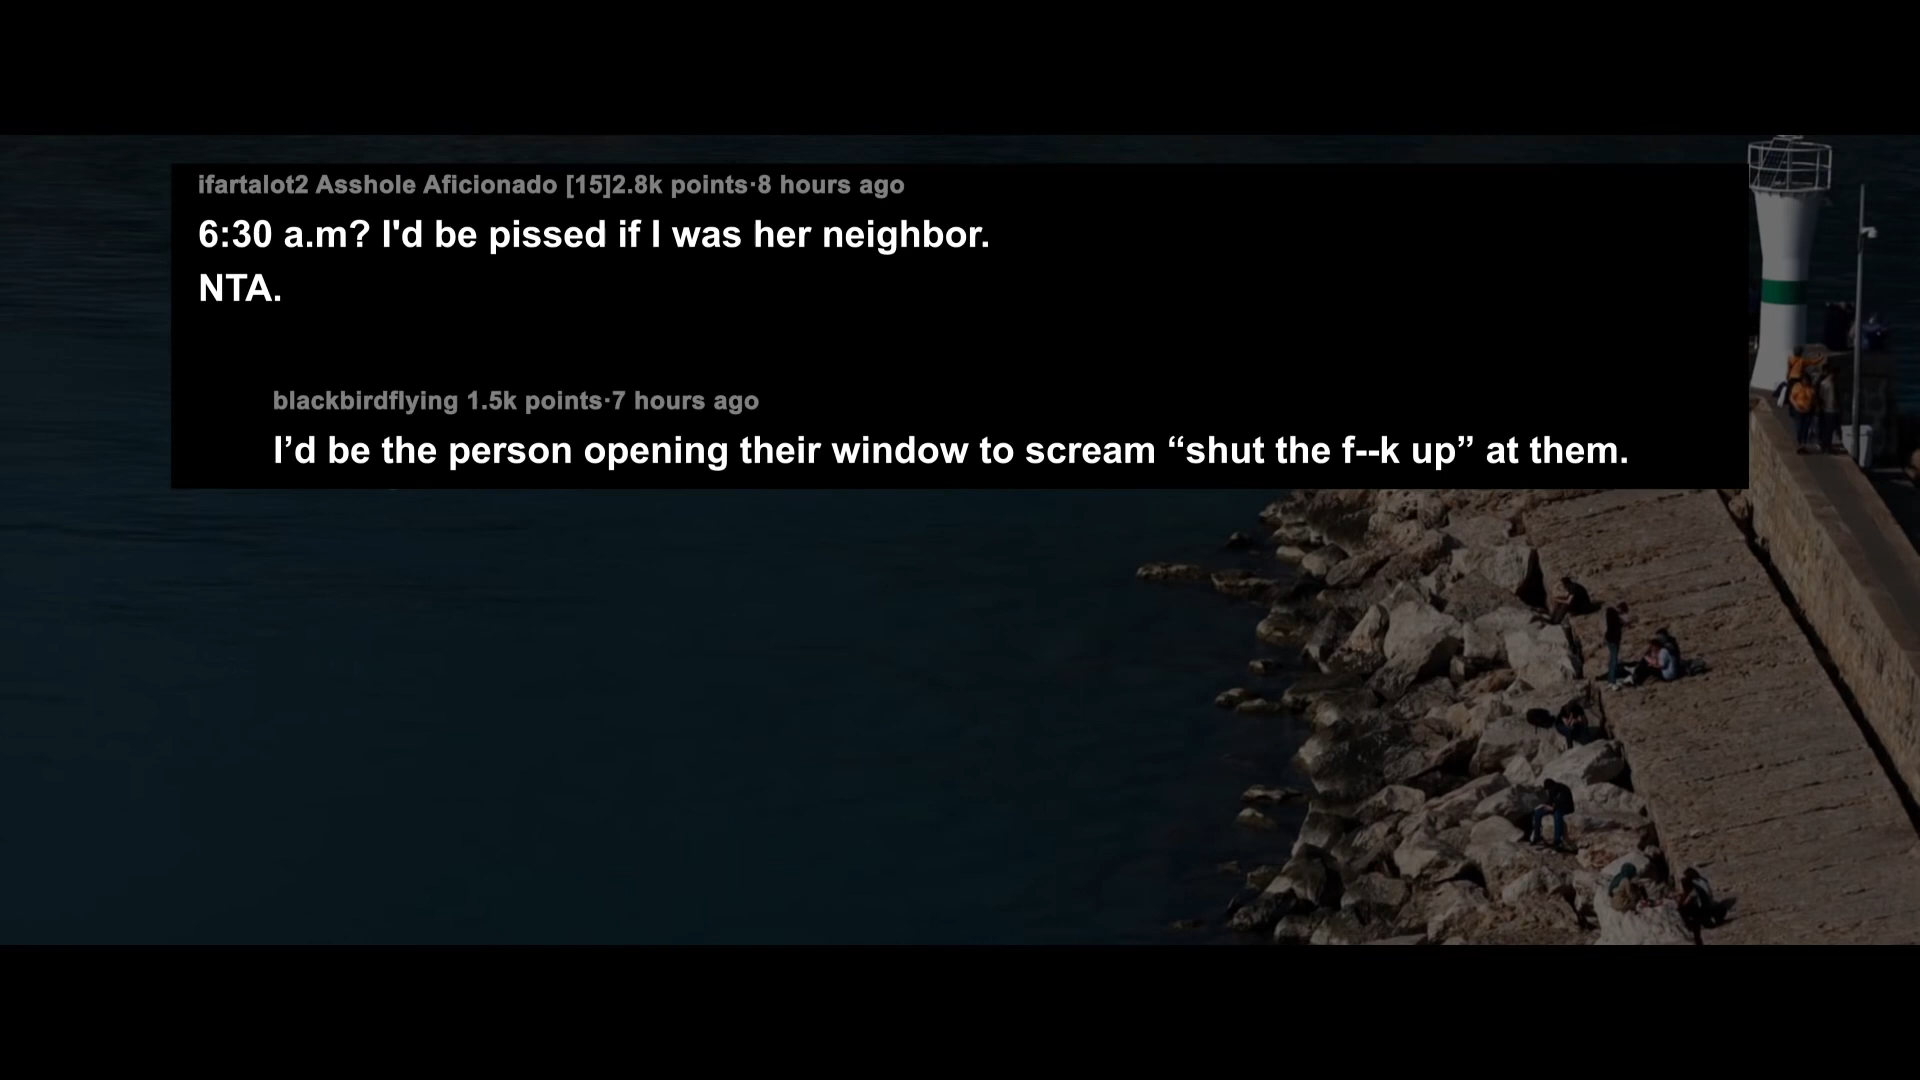 ifartalot2 Asshole Aficionado [15]2.8k points·8 hours ago
6:30 a.m? I'd be pissed if I was her neighbor.
NTA.
blackbirdflying 1.5k points·7 hours ago
I’d be the person opening their window to scream “shut the f--k up” at them.